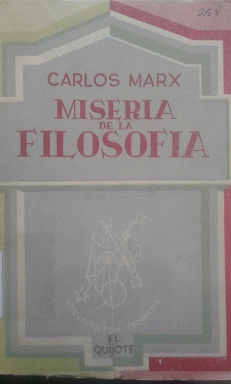 258
CARLOS MARX
MISERIA
DE LA
FILOSOFIA
EL
QUIJOTE